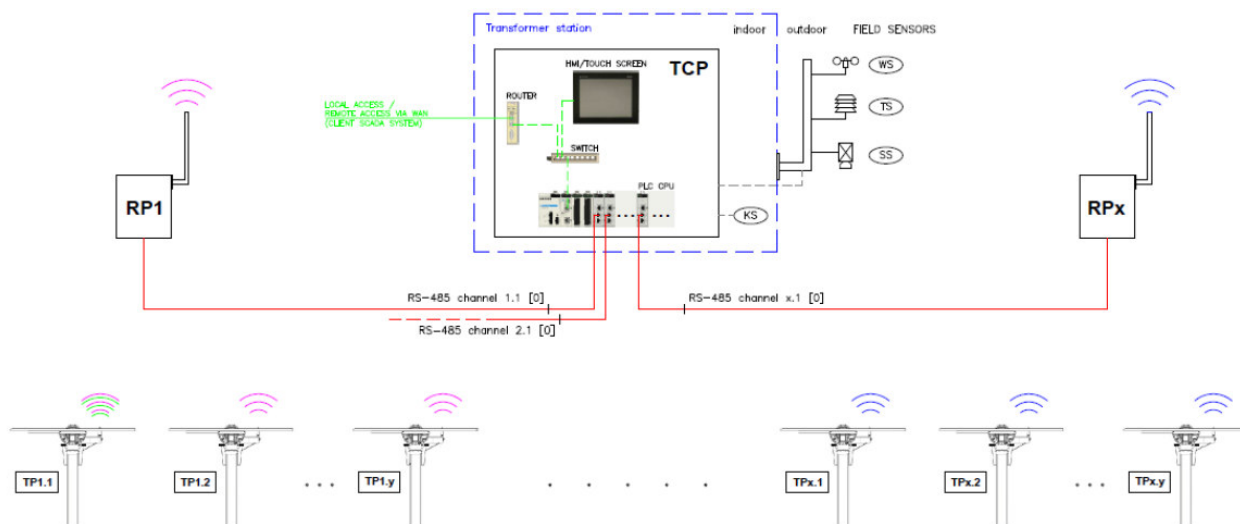 Transformer station
indoor
outdoor
FIELD SENSORS
HMI/TOUCH SCREEN
TCP
WS
ROUTER
LOCAL ACCESS /
REMOTE ACCESS VIA WAN
(CLIENT SCADA SYSTEM)
TS
SWITCH
SS
PLC CPU
RP1
RPx
KS
RS-485 channel 1.1 [0]
RS-485 channel x.1 [0]
RS-485 channel 2.1 [0]
TP1.1
TP1.2
TP1.y
TPx.1
TPx.2
TPx.y